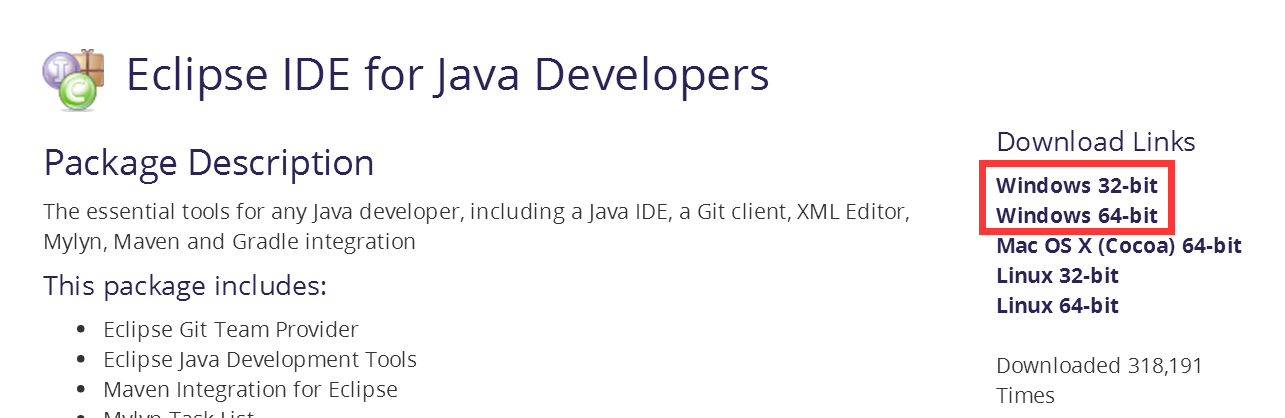 Eclipse IDE for Java Developers
Package Description
The essential tools for any Java developer, including a Java IDE, a Git client, XML Editor,
Mylyn, Maven and Gradle integration
This package includes:
• Eclipse Git Team Provider
• Eclipse Java Development Tools
• Maven Integration for Eclipse
• Mylyn Task List
Download Links
Windows 32-bit
Windows 64-bit
Mac OS X (Cocoa) 64-bit
Linux 32-bit
Linux 64-bit
Downloaded 318,191
Times